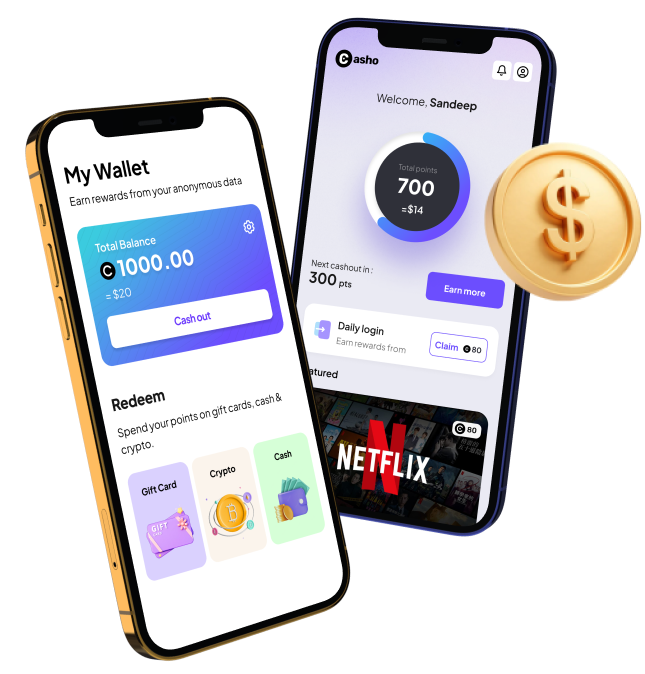 My Wallet
Earn rewards from your anonymous data
Total Balance
C 1000.00
= $20
Cash out
Redeem
Spend your points on gift cards, cash &
crypto.
Gift Card
GIFT
Crypto
Cash
Casho
Welcome, Sandeep
Total points
700
=$14
Next cashout in :
300 pts
Earn more
Daily login
Earn rewards from
Claim C 80
atured
C 80
NETFLIX
$